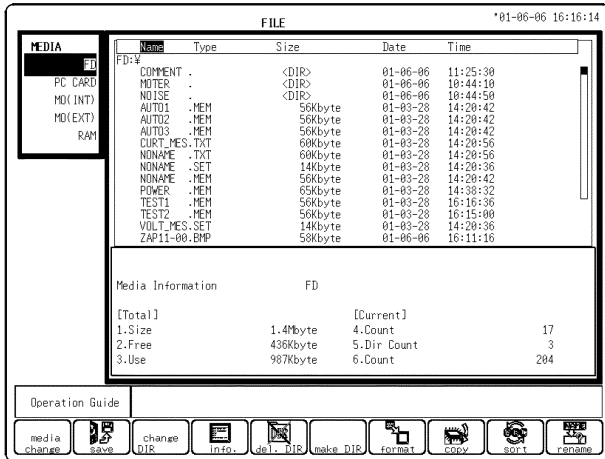 FILE
'01-06-06 16:16:14
MEDIA
FD
PC CARD
MO(INT)
MO(EXT)
RAM
Name Type Size Date Time
FD:¥
COMMENT . <DIR> 01-06-06 11:25:30
MOTER . <DIR> 01-06-06 10:44:10
NOISE . <DIR> 01-06-06 10:44:50
AUTO1 .MEM 56Kbyte 01-03-28 14:20:42
AUTO2 .MEM 56Kbyte 01-03-28 14:20:42
AUTO3 .MEM 56Kbyte 01-03-28 14:20:42
CURT_MES.TXT 60Kbyte 01-03-28 14:20:56
NONAME .TXT 60Kbyte 01-03-28 14:20:56
NONAME .SET 14Kbyte 01-03-28 14:20:36
NONAME .MEM 56Kbyte 01-03-28 14:20:42
POWER .MEM 65Kbyte 01-03-28 14:38:32
TEST1 .MEM 56Kbyte 01-03-28 16:16:36
TEST2 .MEM 56Kbyte 01-03-28 16:15:00
VOLT_MES.SET 14Kbyte 01-03-28 14:20:36
ZAP11-00.BMP 58Kbyte 01-06-06 16:11:16
Media Information FD
[Total] [Current]
1.Size 1.4Mbyte 4.Count 17
2.Free 436Kbyte 5.Dir Count 3
3.Use 987Kbyte 6.Count 204
Operation Guide
media change
save
change DIR
info.
del. DIR
make DIR
format
copy
sort
rename